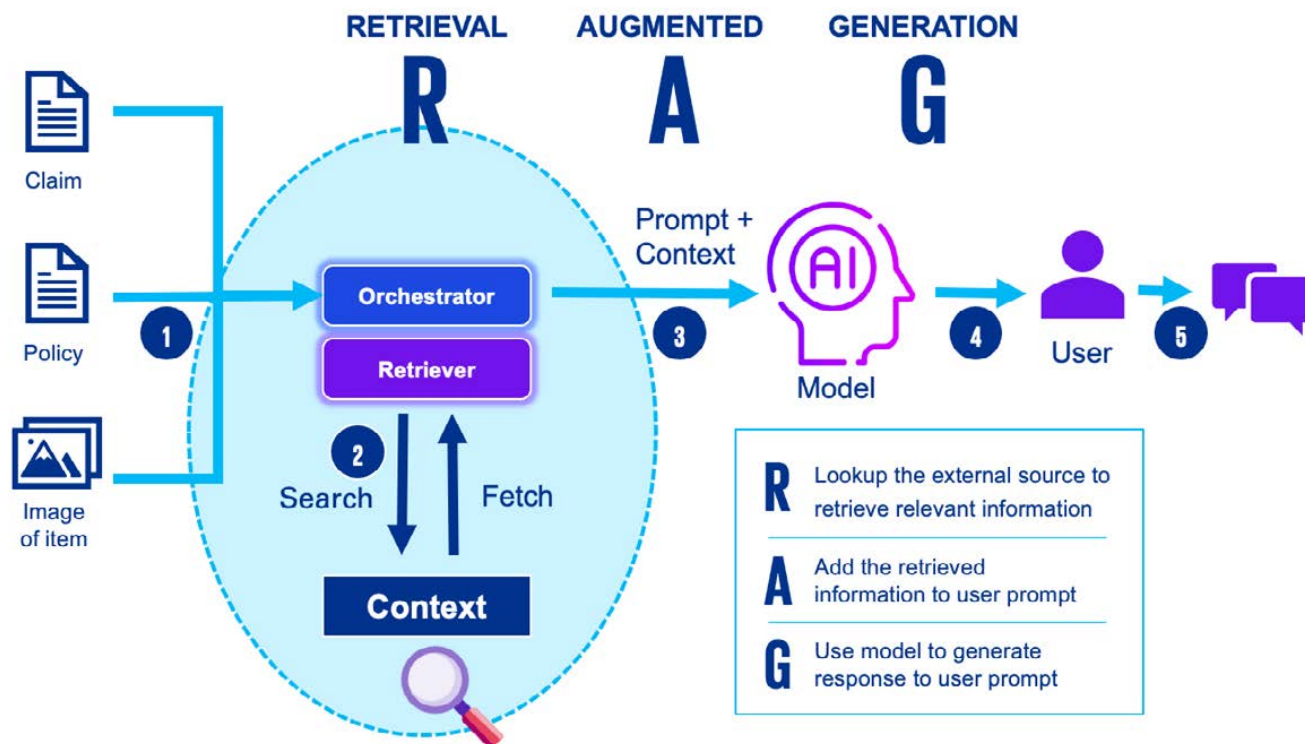 RETRIEVAL
AUGMENTED
GENERATION
R
A
G
Claim
Policy
Image
of item
1
Orchestrator
Retriever
2
Search
Fetch
Context
Prompt +
Context
3
AI
Model
4
User
5
R
Lookup the external source to
retrieve relevant information
A
Add the retrieved
information to user prompt
G
Use model to generate
response to user prompt